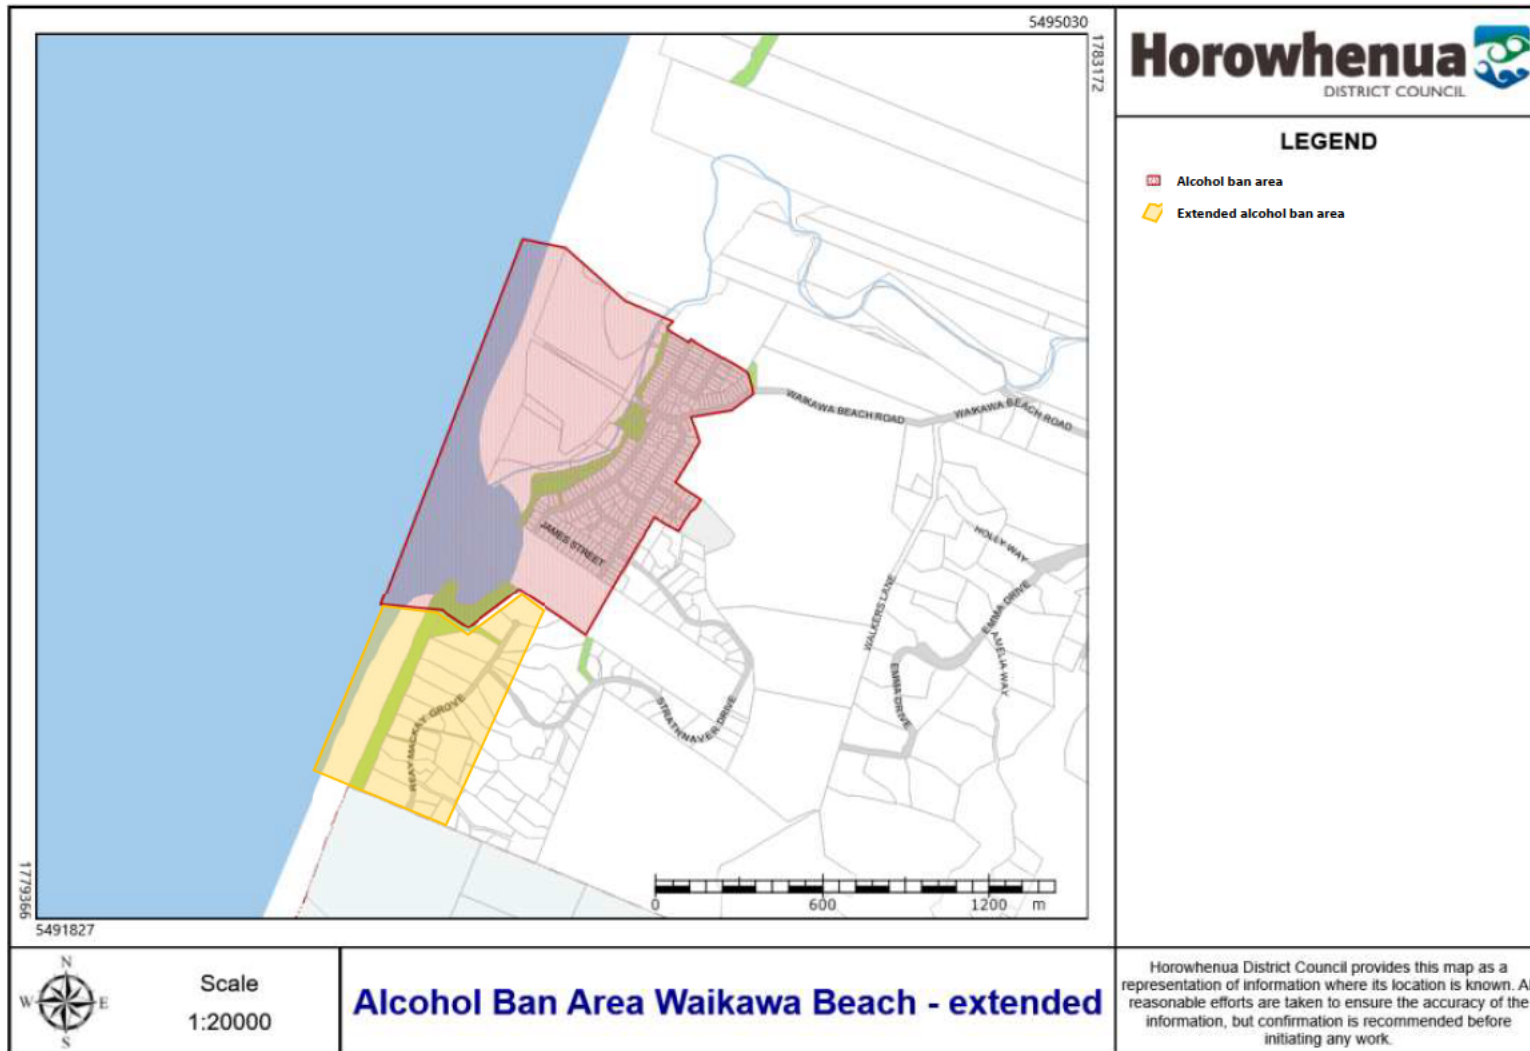 5495030
1783172
Horowhenua
DISTRICT COUNCIL
LEGEND
Alcohol ban area
Extended alcohol ban area
WAIKAWA BEACH ROAD
WAIKAWA BEACH ROAD
JAMES STREET
HOLLY WAY
EMMA DRIVE
WALKERS LANE
AMELIA WAY
EMMA DRIVE
STRATHNAVER DRIVE
REAY MACKAY GROVE
0 600 1200 m
1779366
5491827
N
W E
S
Scale
1:20000
Alcohol Ban Area Waikawa Beach - extended
Horowhenua District Council provides this map as a
representation of information where its location is known. Al
reasonable efforts are taken to ensure the accuracy of the
information, but confirmation is recommended before
initiating any work.